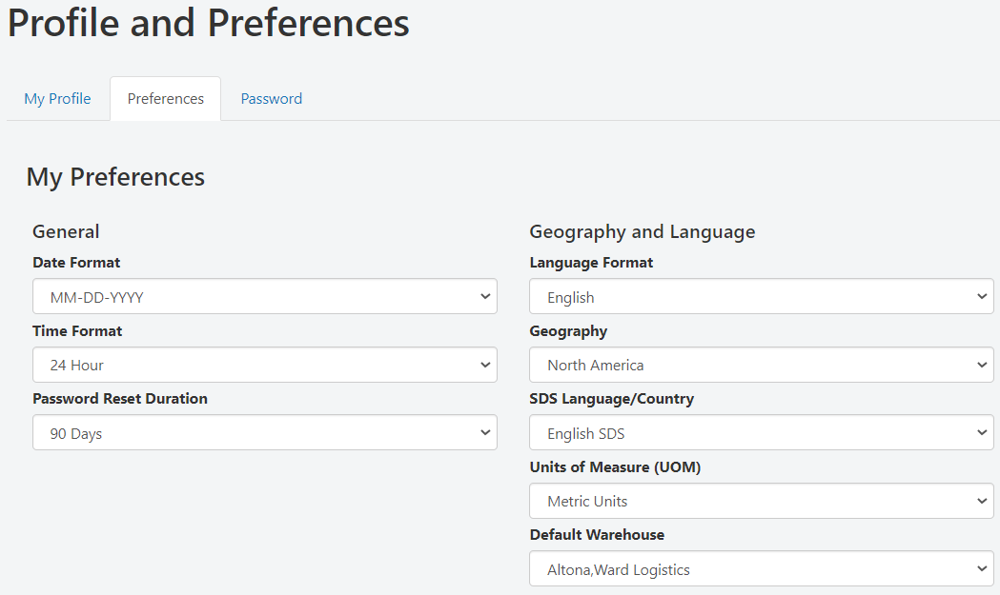 Profile and Preferences
My Profile
Preferences
Password
My Preferences
General
Date Format
MM-DD-YYYY
Time Format
24 Hour
Password Reset Duration
90 Days
Geography and Language
Language Format
English
Geography
North America
SDS Language/Country
English SDS
Units of Measure (UOM)
Metric Units
Default Warehouse
Altona,Ward Logistics